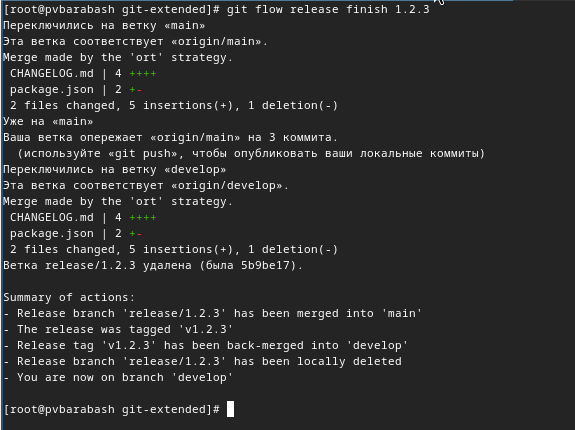 [root@pvbarabash git-extended]# git flow release finish 1.2.3
Переключились на ветку «main»
Эта ветка соответствует «origin/main».
Merge made by the 'ort' strategy.
 CHANGELOG.md | 4 ++++
 package.json | 2 +-
 2 files changed, 5 insertions(+), 1 deletion(-)
Уже на «main»
Ваша ветка опережает «origin/main» на 3 коммита.
  (используйте «git push», чтобы опубликовать ваши локальные коммиты)
Переключились на ветку «develop»
Эта ветка соответствует «origin/develop».
Merge made by the 'ort' strategy.
 CHANGELOG.md | 4 ++++
 package.json | 2 +-
 2 files changed, 5 insertions(+), 1 deletion(-)
Ветка release/1.2.3 удалена (была 5b9be17).

Summary of actions:
- Release branch 'release/1.2.3' has been merged into 'main'
- The release was tagged 'v1.2.3'
- Release tag 'v1.2.3' has been back-merged into 'develop'
- Release branch 'release/1.2.3' has been locally deleted
- You are now on branch 'develop'

[root@pvbarabash git-extended]#